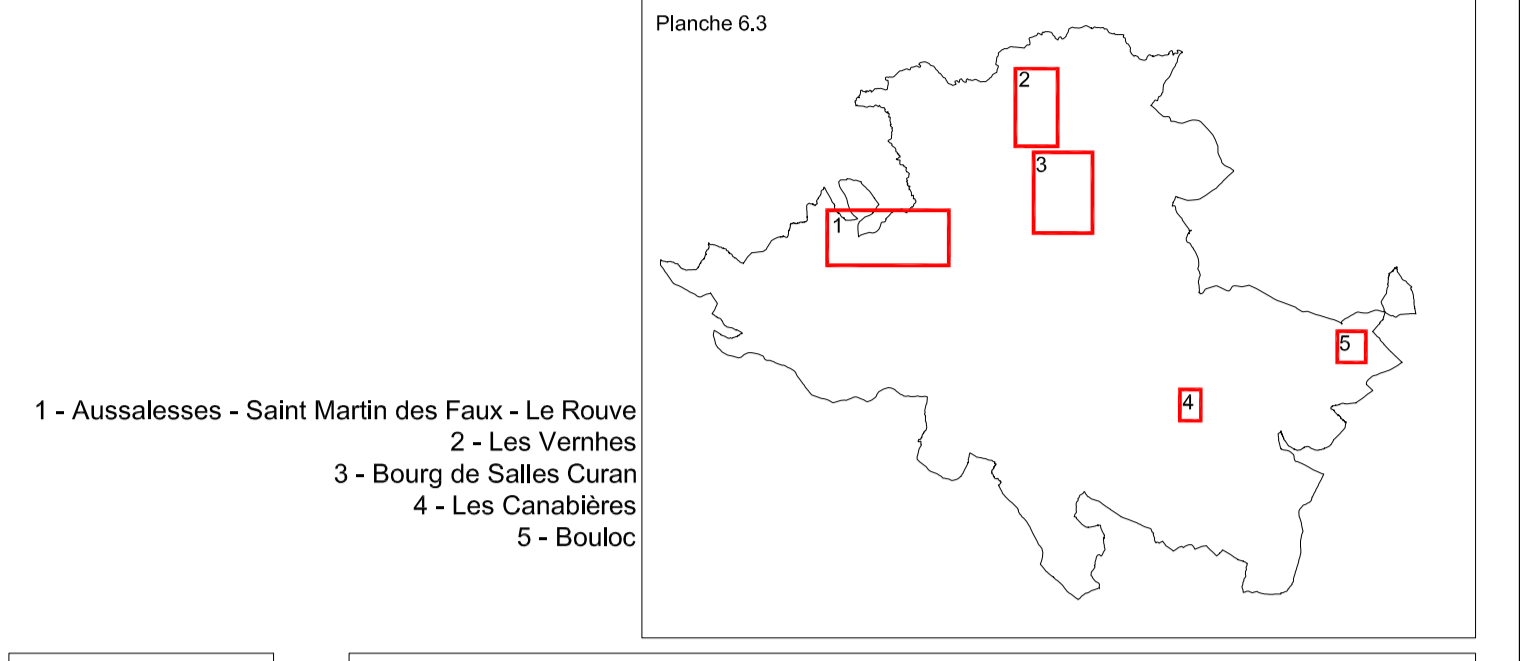 Planche 6.3
2
3
1
5
4
1 - Aussalesses - Saint Martin des Faux - Le Rouve
2 - Les Vernhes
3 - Bourg de Salles Curan
4 - Les Canabières
5 - Bouloc